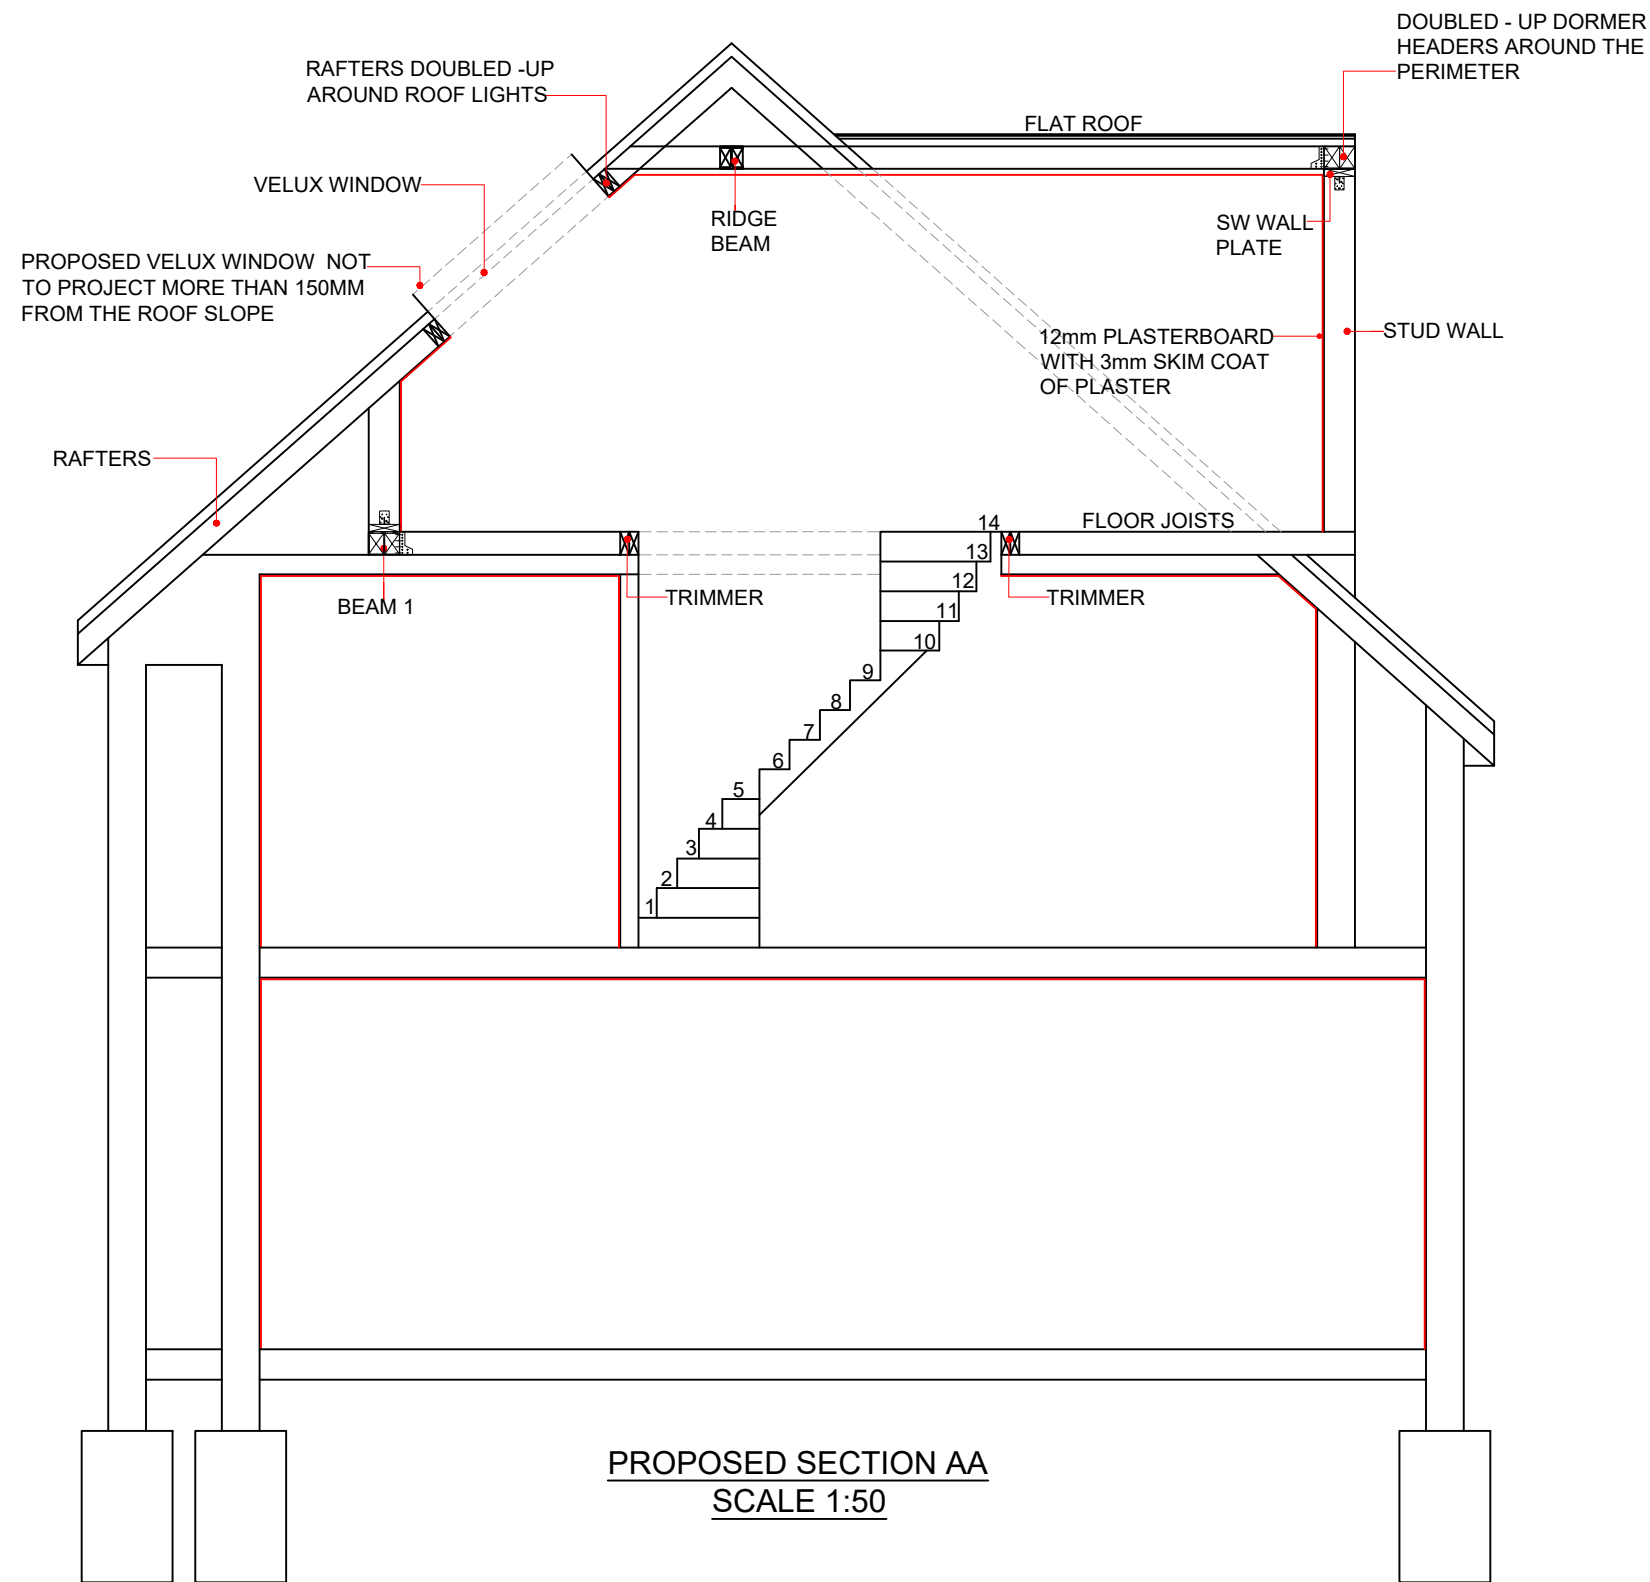 DOUBLED - UP DORMER
HEADERS AROUND THE
PERIMETER
RAFTERS DOUBLED -UP
AROUND ROOF LIGHTS
FLAT ROOF
VELUX WINDOW
RIDGE
BEAM
SW WALL
PLATE
PROPOSED VELUX WINDOW NOT
TO PROJECT MORE THAN 150MM
FROM THE ROOF SLOPE
12mm PLASTERBOARD
WITH 3mm SKIM COAT
OF PLASTER
STUD WALL
RAFTERS
FLOOR JOISTS
14
13
12
11
10
9
8
7
6
5
4
3
2
1
BEAM 1
TRIMMER
TRIMMER
PROPOSED SECTION AA
SCALE 1:50